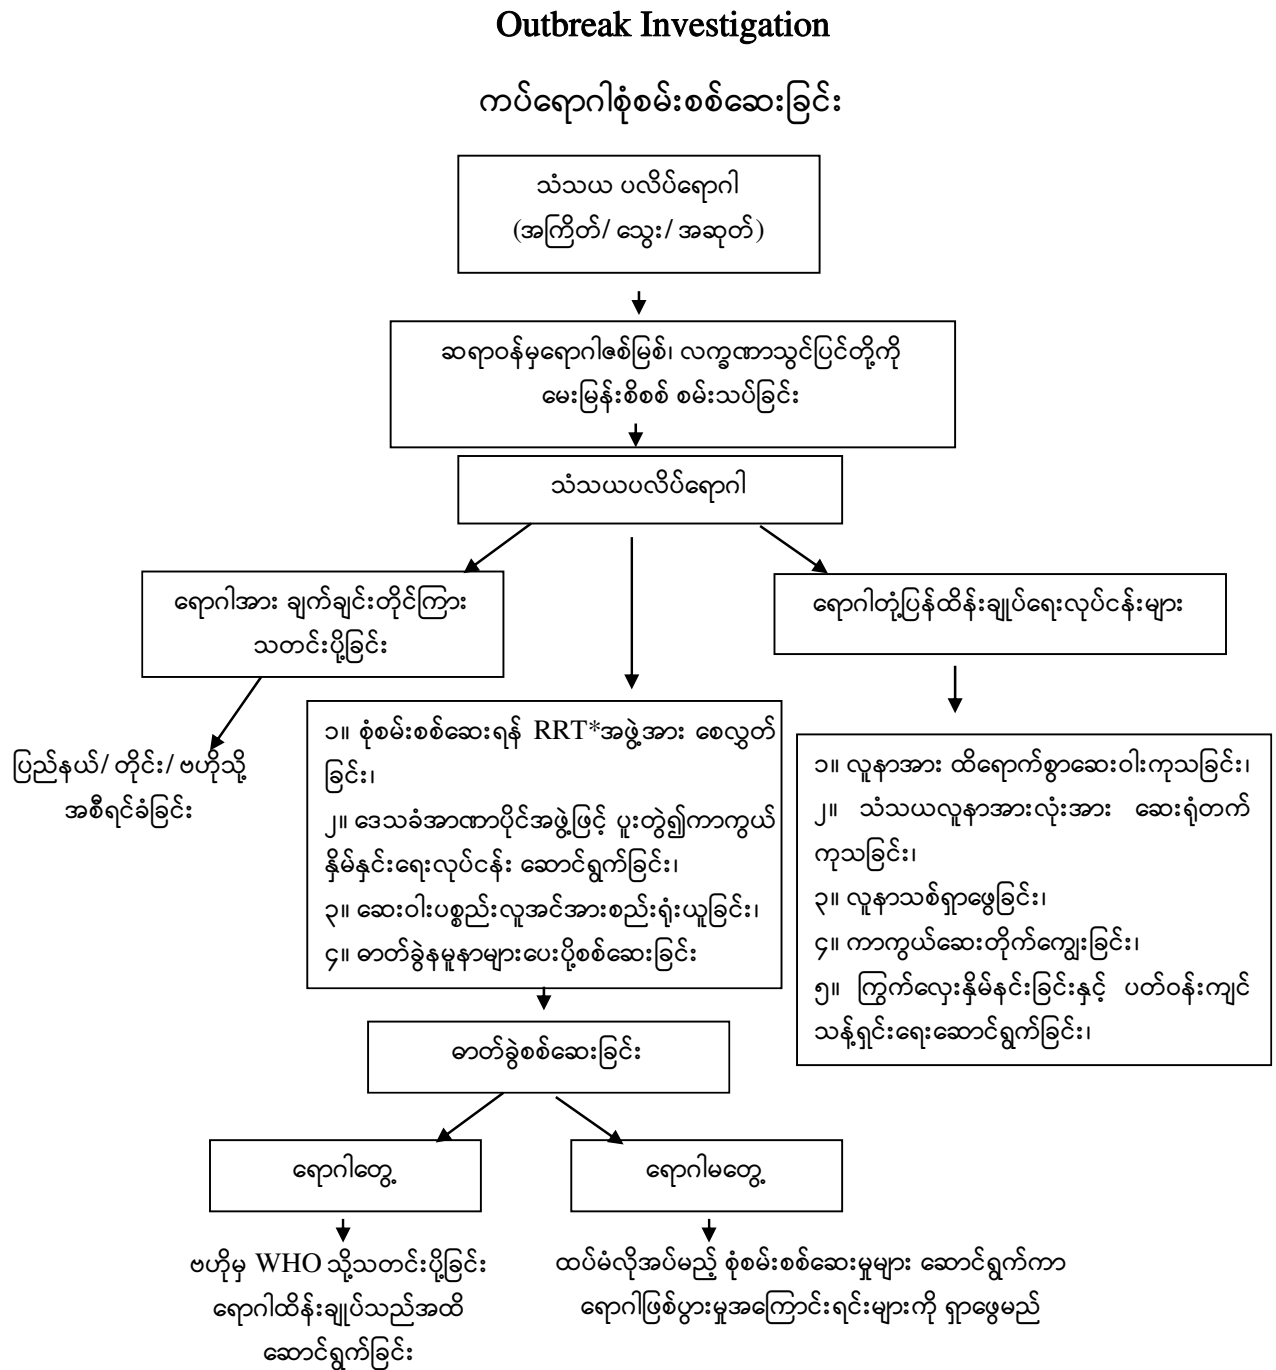 Outbreak Investigation
ကပ်ရောဂါစုံစမ်းစစ်ဆေးခြင်း
သံသယ ပလိပ်ရောဂါ
(အကြိတ်/ သွေး/ အဆုတ်)
ဆရာဝန်မှရောဂါဇစ်မြစ်၊ လက္ခဏာသွင်ပြင်တို့ကို
မေးမြန်းစိစစ် စမ်းသပ်ခြင်း
သံသယပလိပ်ရောဂါ
ရောဂါအား ချက်ချင်းတိုင်ကြား
သတင်းပို့ခြင်း
ပြည်နယ်/ တိုင်း/ ဗဟိုသို့
အစီရင်ခံခြင်း
၁။ စုံစမ်းစစ်ဆေးရန် RRT*အဖွဲ့အား စေလွှတ်
ခြင်း၊
၂။ ဒေသခံအာဏာပိုင်အဖွဲ့ဖြင့် ပူးတွဲ၍ကာကွယ်
နှိမ်နှင်းရေးလုပ်ငန်း ဆောင်ရွက်ခြင်း၊
၃။ ဆေးဝါးပစ္စည်းလူအင်အားစည်းရုံးယူခြင်း၊
၄။ ဓာတ်ခွဲနမူနာများပေးပို့စစ်ဆေးခြင်း
ရောဂါတုံ့ပြန်ထိန်းချုပ်ရေးလုပ်ငန်းများ
၁။ လူနာအား ထိရောက်စွာဆေးဝါးကုသခြင်း၊
၂။ သံသယလူနာအားလုံးအား ဆေးရုံတက်
ကုသခြင်း၊
၃။ လူနာသစ်ရှာဖွေခြင်း၊
၄။ ကာကွယ်ဆေးတိုက်ကျွေးခြင်း၊
၅။ ကြွက်လှေးနှိမ်နင်းခြင်းနှင့် ပတ်ဝန်းကျင်
သန့်ရှင်းရေးဆောင်ရွက်ခြင်း၊
ဓာတ်ခွဲစစ်ဆေးခြင်း
ရောဂါတွေ့
ဗဟိုမှ WHO သို့သတင်းပို့ခြင်း
ရောဂါထိန်းချုပ်သည်အထိ
ဆောင်ရွက်ခြင်း
ရောဂါမတွေ့
ထပ်မံလိုအပ်မည့် စုံစမ်းစစ်ဆေးမှုများ ဆောင်ရွက်ကာ
ရောဂါဖြစ်ပွားမှုအကြောင်းရင်းများကို ရှာဖွေမည်